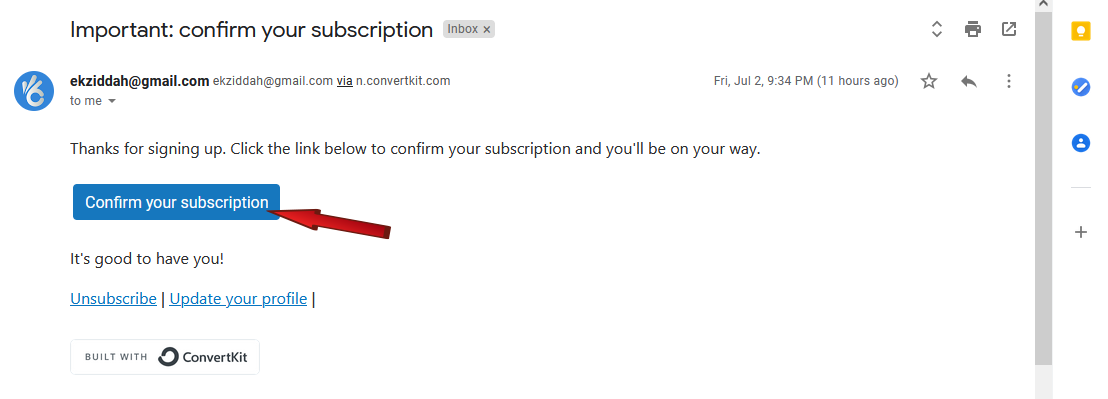 Important: confirm your subscription Inbox x
ekziddah@gmail.com ekziddah@gmail.com via n.convertkit.com Fri, Jul 2, 9:34 PM (11 hours ago)
to me
Thanks for signing up. Click the link below to confirm your subscription and you'll be on your way.
Confirm your subscription
It's good to have you!
Unsubscribe | Update your profile |
BUILT WITH ConvertKit